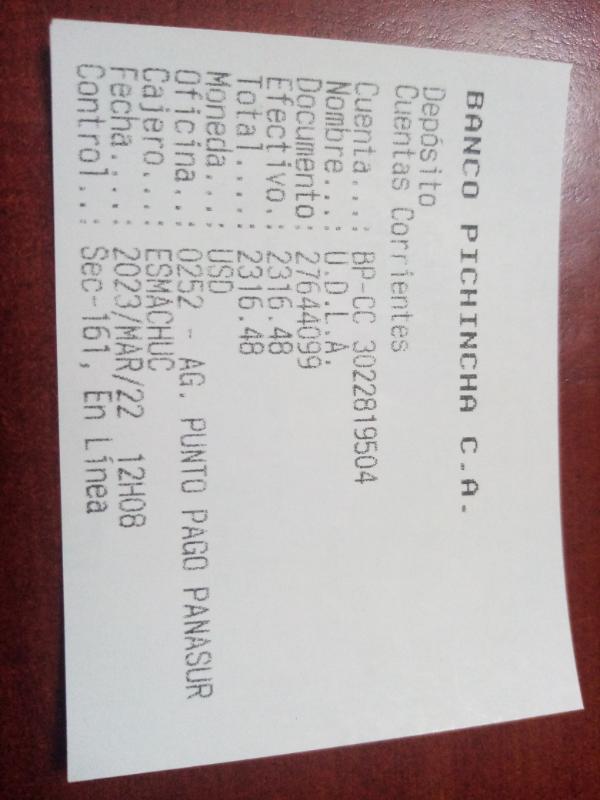 BANCO PICHINCHA C.A.
Depósito
Cuentas Corrientes
Cuenta...: BP-CC 3022819504
Nombre...: U.D.L.A.
Documento: 27644099
Efectivo.: 2316.48
Total....: 2316.48
Moneda...: USD
Oficina..: 0252 - AG. PUNTO PAGO PANASUR
Cajero...: ESMACHUC
Fecha....: 2023/MAR/22 12H08
Control..: Sec-161, En Línea